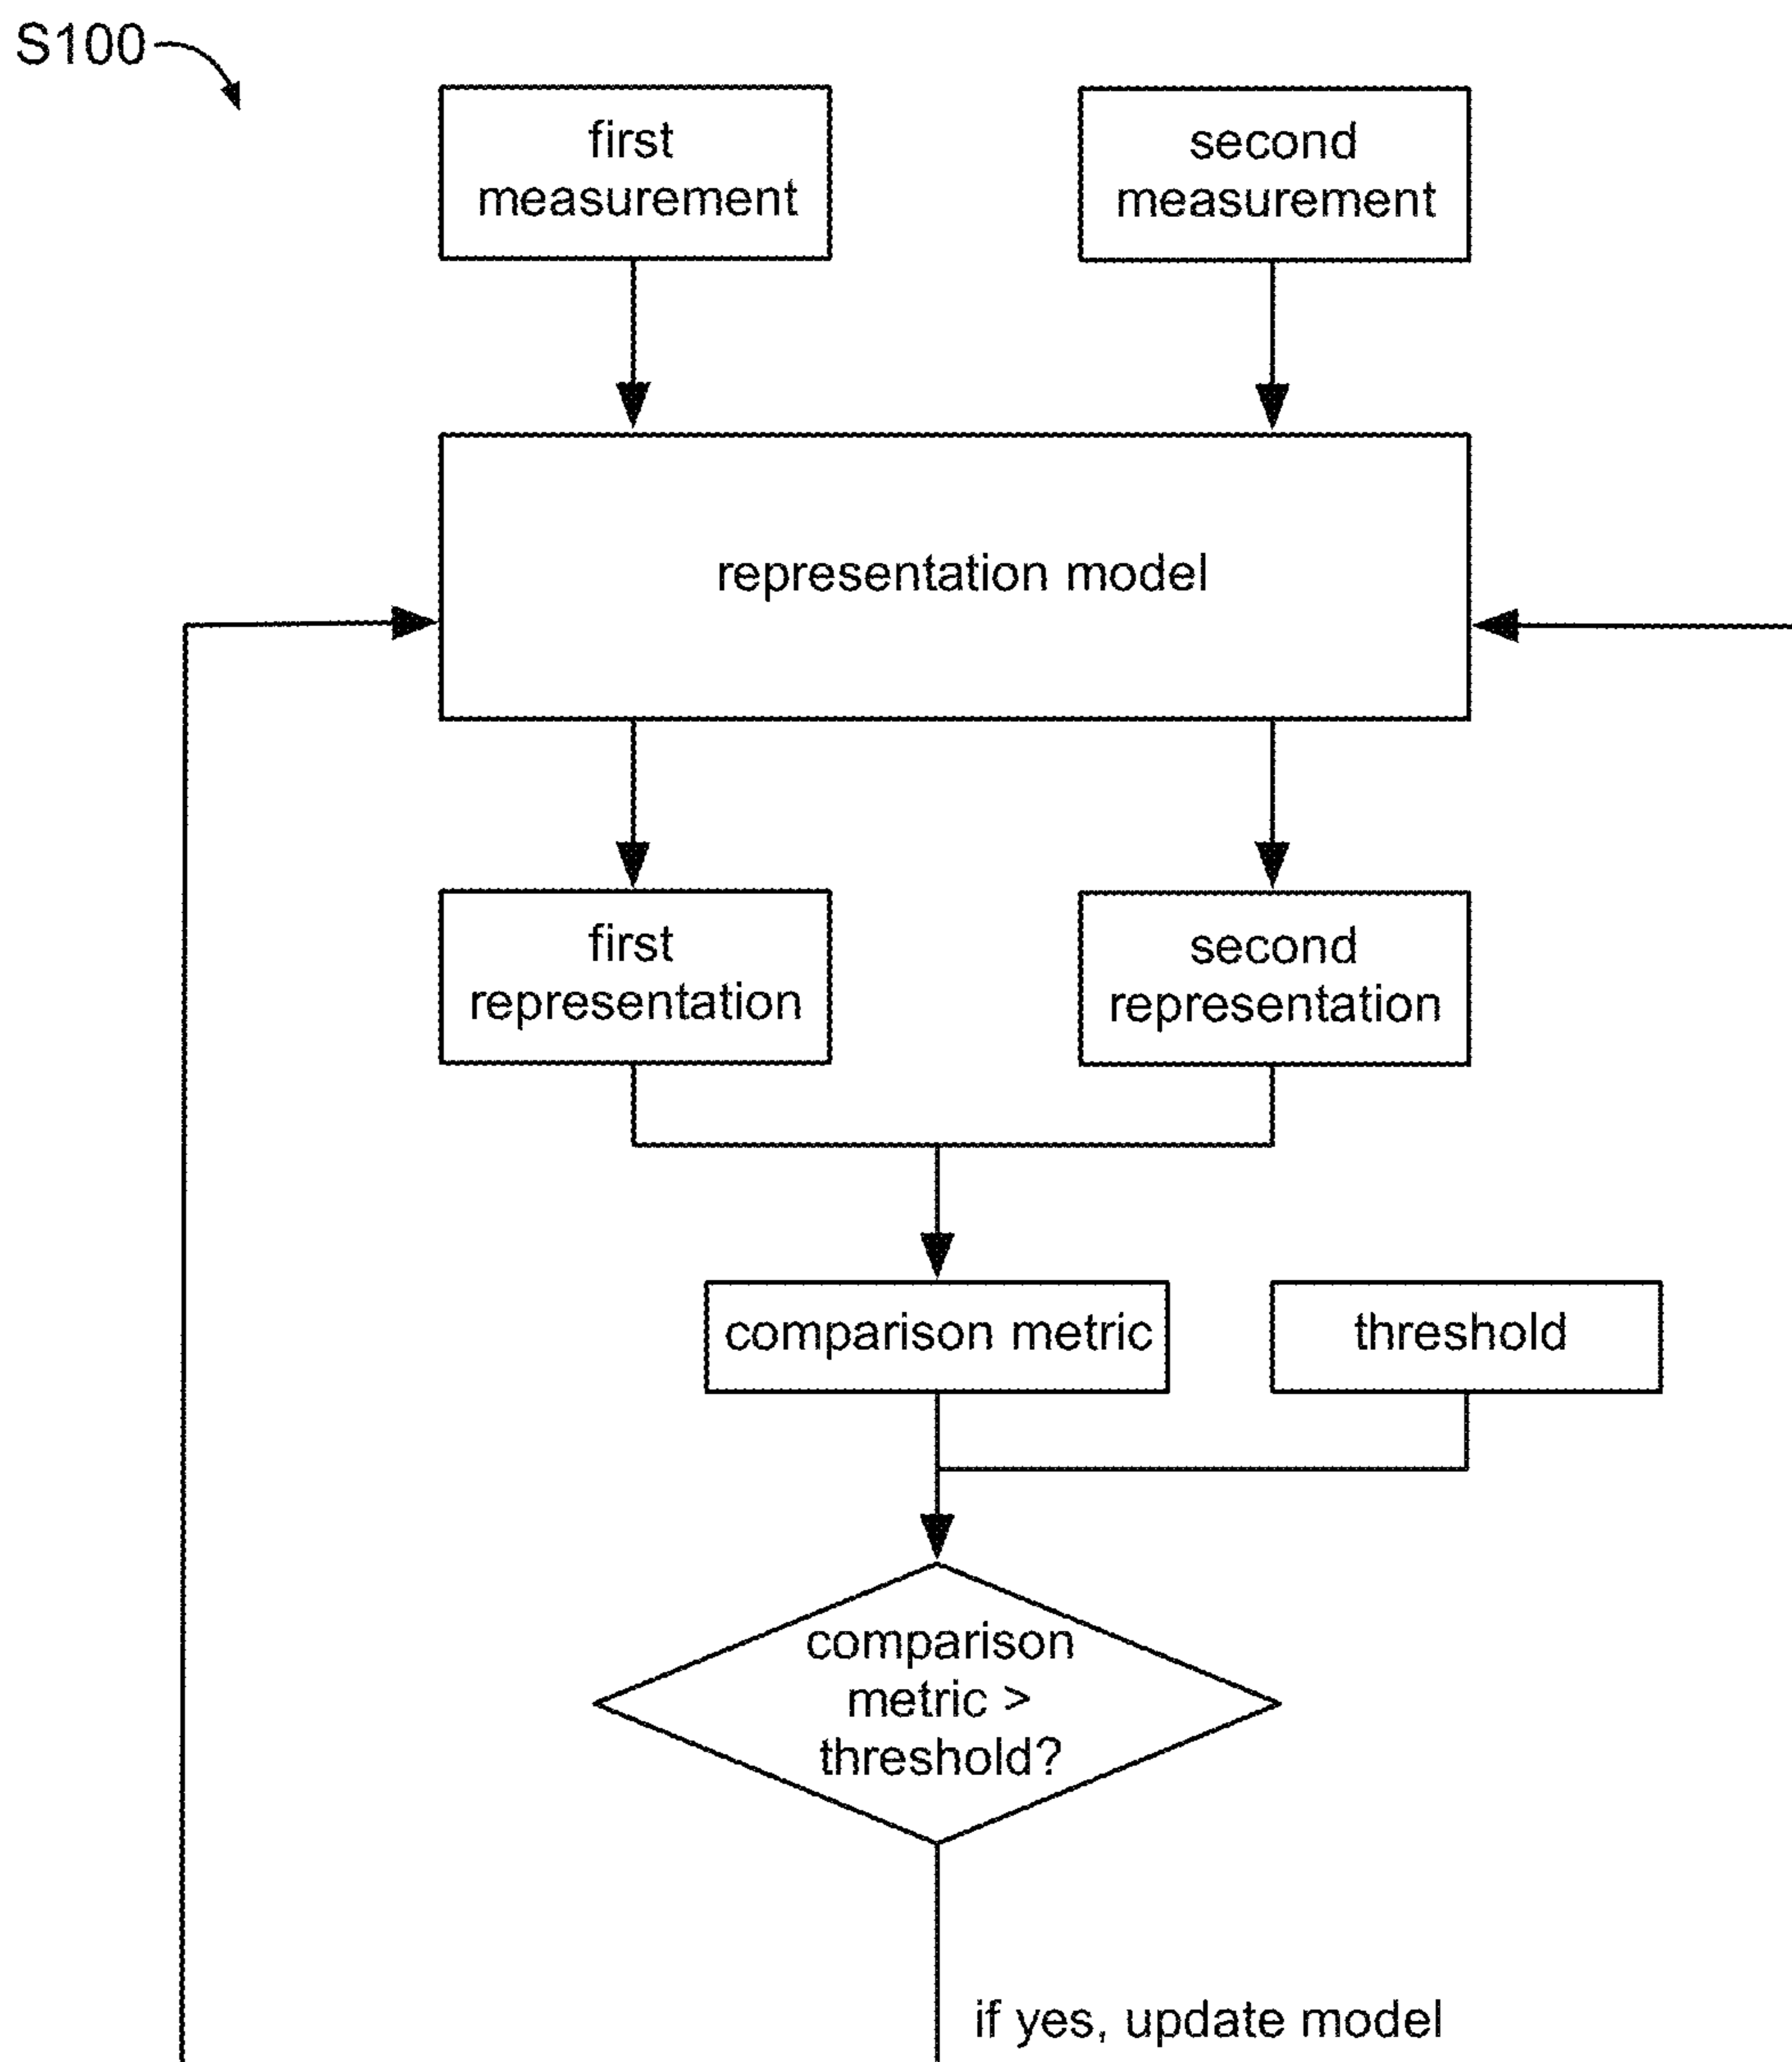 S100
first
measurement
second
measurement
representation model
first
representation
second
representation
comparison metric
threshold
comparison
metric >
threshold?
if yes, update model